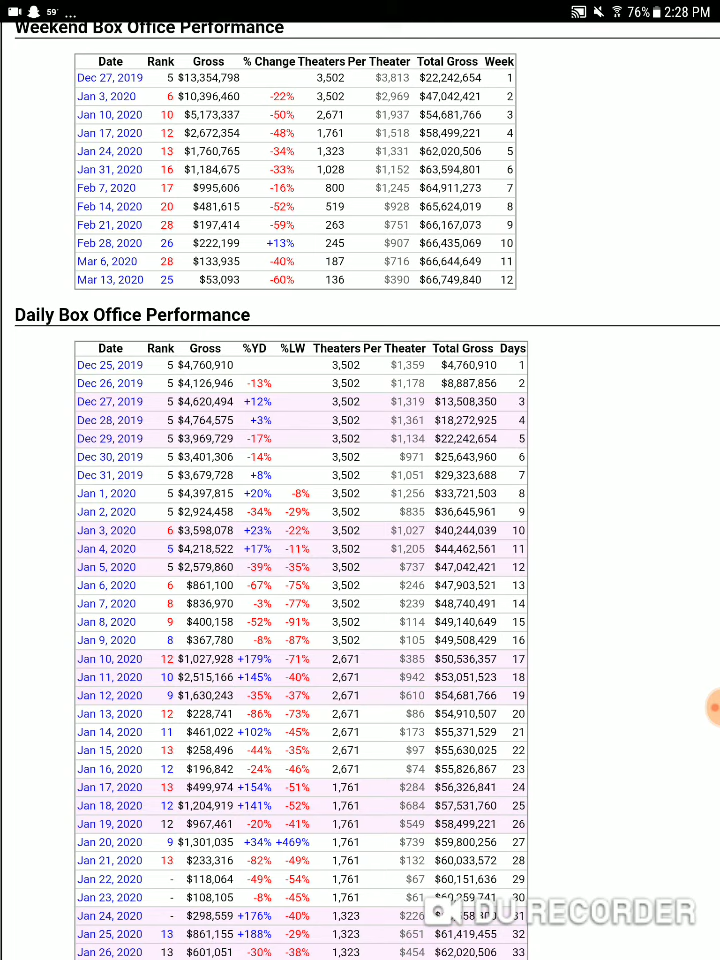 59° ... 76% 2:28 PM
Weekend Box Office Performance
Date Rank Gross % Change Theaters Per Theater Total Gross Week
Dec 27, 2019 5 $13,354,798 3,502 $3,813 $22,242,654 1
Jan 3, 2020 6 $10,396,460 -22% 3,502 $2,969 $47,042,421 2
Jan 10, 2020 10 $5,173,337 -50% 2,671 $1,937 $54,681,766 3
Jan 17, 2020 12 $2,672,354 -48% 1,761 $1,518 $58,499,221 4
Jan 24, 2020 13 $1,760,765 -34% 1,323 $1,331 $62,020,506 5
Jan 31, 2020 16 $1,184,675 -33% 1,028 $1,152 $63,594,801 6
Feb 7, 2020 17 $995,606 -16% 800 $1,245 $64,911,273 7
Feb 14, 2020 20 $481,615 -52% 519 $928 $65,624,019 8
Feb 21, 2020 28 $197,414 -59% 263 $751 $66,167,073 9
Feb 28, 2020 26 $222,199 +13% 245 $907 $66,435,069 10
Mar 6, 2020 28 $133,935 -40% 187 $716 $66,644,649 11
Mar 13, 2020 25 $53,093 -60% 136 $390 $66,749,840 12
Daily Box Office Performance
Date Rank Gross %YD %LW Theaters Per Theater Total Gross Days
Dec 25, 2019 5 $4,760,910 3,502 $1,359 $4,760,910 1
Dec 26, 2019 5 $4,126,946 -13% 3,502 $1,178 $8,887,856 2
Dec 27, 2019 5 $4,620,494 +12% 3,502 $1,319 $13,508,350 3
Dec 28, 2019 5 $4,764,575 +3% 3,502 $1,361 $18,272,925 4
Dec 29, 2019 5 $3,969,729 -17% 3,502 $1,134 $22,242,654 5
Dec 30, 2019 5 $3,401,306 -14% 3,502 $971 $25,643,960 6
Dec 31, 2019 5 $3,679,728 +8% 3,502 $1,051 $29,323,688 7
Jan 1, 2020 5 $4,397,815 +20% -8% 3,502 $1,256 $33,721,503 8
Jan 2, 2020 5 $2,924,458 -34% -29% 3,502 $835 $36,645,961 9
Jan 3, 2020 6 $3,598,078 +23% -22% 3,502 $1,027 $40,244,039 10
Jan 4, 2020 5 $4,218,522 +17% -11% 3,502 $1,205 $44,462,561 11
Jan 5, 2020 5 $2,579,860 -39% -35% 3,502 $737 $47,042,421 12
Jan 6, 2020 6 $861,100 -67% -75% 3,502 $246 $47,903,521 13
Jan 7, 2020 8 $836,970 -3% -77% 3,502 $239 $48,740,491 14
Jan 8, 2020 9 $400,158 -52% -91% 3,502 $114 $49,140,649 15
Jan 9, 2020 8 $367,780 -8% -87% 3,502 $105 $49,508,429 16
Jan 10, 2020 12 $1,027,928 +179% -71% 2,671 $385 $50,536,357 17
Jan 11, 2020 10 $2,515,166 +145% -40% 2,671 $942 $53,051,523 18
Jan 12, 2020 9 $1,630,243 -35% -37% 2,671 $610 $54,681,766 19
Jan 13, 2020 12 $228,741 -86% -73% 2,671 $86 $54,910,507 20
Jan 14, 2020 11 $461,022 +102% -45% 2,671 $173 $55,371,529 21
Jan 15, 2020 13 $258,496 -44% -35% 2,671 $97 $55,630,025 22
Jan 16, 2020 12 $196,842 -24% -46% 2,671 $74 $55,826,867 23
Jan 17, 2020 13 $499,974 +154% -51% 1,761 $284 $56,326,841 24
Jan 18, 2020 12 $1,204,919 +141% -52% 1,761 $684 $57,531,760 25
Jan 19, 2020 12 $967,461 -20% -41% 1,761 $549 $58,499,221 26
Jan 20, 2020 9 $1,301,035 +34% +469% 1,761 $739 $59,800,256 27
Jan 21, 2020 13 $233,316 -82% -49% 1,761 $132 $60,033,572 28
Jan 22, 2020 - $118,064 -49% -54% 1,761 $67 $60,151,636 29
Jan 23, 2020 - $108,105 -8% -45% 1,761 $61 $60,259,741 30
Jan 24, 2020 - $298,559 +176% -40% 1,323 $226 31
DU RECORDER
Jan 25, 2020 13 $861,155 +188% -29% 1,323 $651 $61,419,455 32
Jan 26, 2020 13 $601,051 -30% -38% 1,323 $454 $62,020,506 33